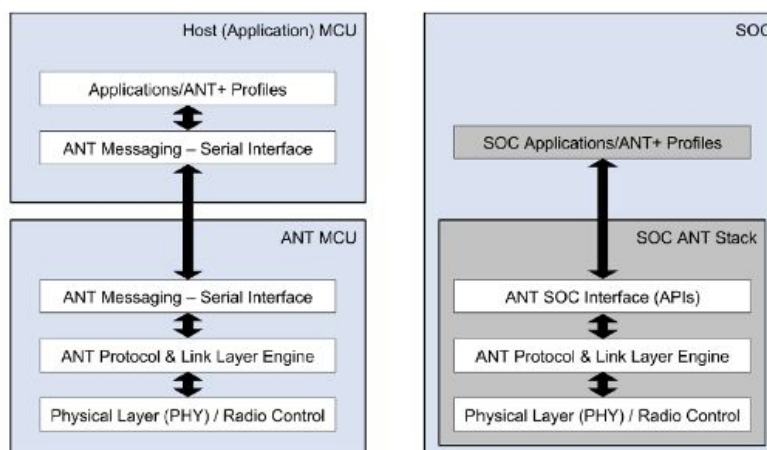 Host (Application) MCU
Applications/ANT+ Profiles
ANT Messaging – Serial Interface
ANT MCU
ANT Messaging – Serial Interface
ANT Protocol & Link Layer Engine
Physical Layer (PHY) / Radio Control
SOC
SOC Applications/ANT+ Profiles
SOC ANT Stack
ANT SOC Interface (APIs)
ANT Protocol & Link Layer Engine
Physical Layer (PHY) / Radio Control